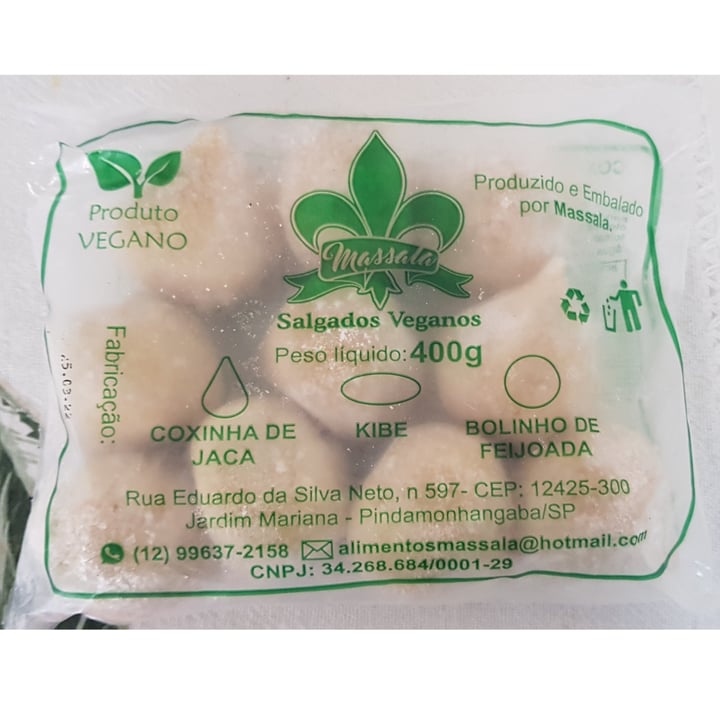 Produto
VEGANO
Massala
Salgados Veganos
Peso líquido: 400g
Produzido e Embalado
por Massala.
Fabricação:
COXINHA DE
JACA
KIBE
BOLINHO DE
FEIJOADA
Rua Eduardo da Silva Neto, n 597- CEP: 12425-300
Jardim Mariana - Pindamonhangaba/SP
(12) 99637-2158 alimentosmassala@hotmail.com
CNPJ: 34.268.684/0001-29